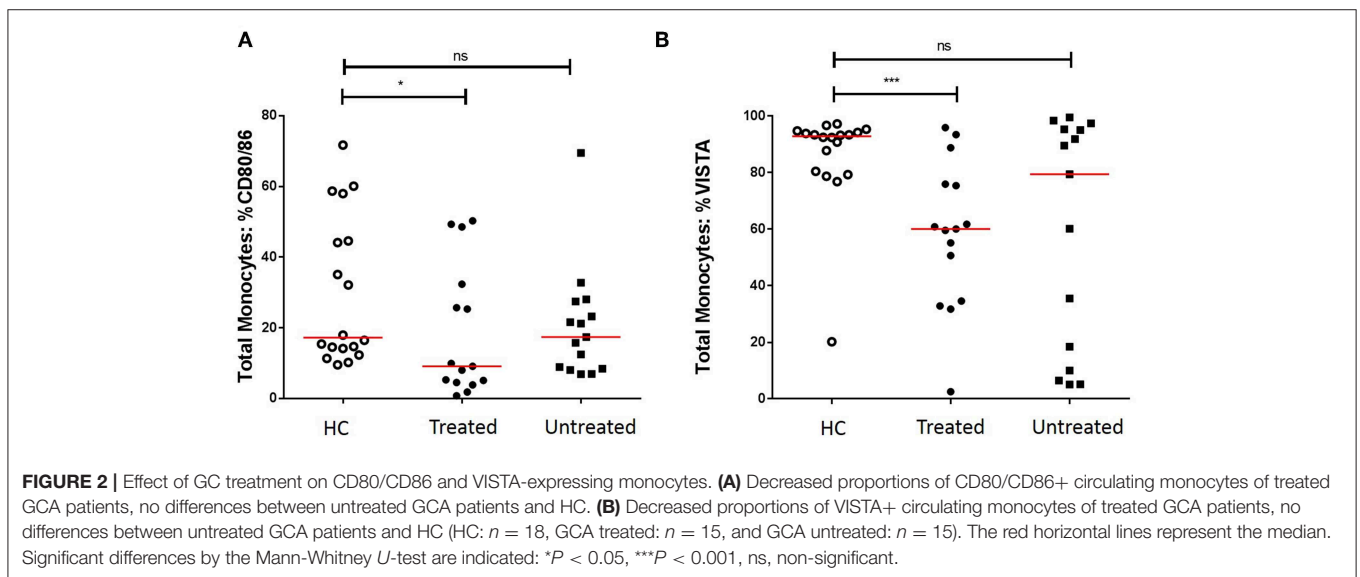 A
ns
*
Total Monocytes: %CD80/86
80
60
40
20
0
HC Treated Untreated
B
ns
***
Total Monocytes: %VISTA
100
80
60
40
20
0
HC Treated Untreated
FIGURE 2 | Effect of GC treatment on CD80/CD86 and VISTA-expressing monocytes. (A) Decreased proportions of CD80/CD86+ circulating monocytes of treated
GCA patients, no differences between untreated GCA patients and HC. (B) Decreased proportions of VISTA+ circulating monocytes of treated GCA patients, no
differences between untreated GCA patients and HC (HC: n = 18, GCA treated: n = 15, and GCA untreated: n = 15). The red horizontal lines represent the median.
Significant differences by the Mann-Whitney U-test are indicated: *P < 0.05, ***P < 0.001, ns, non-significant.